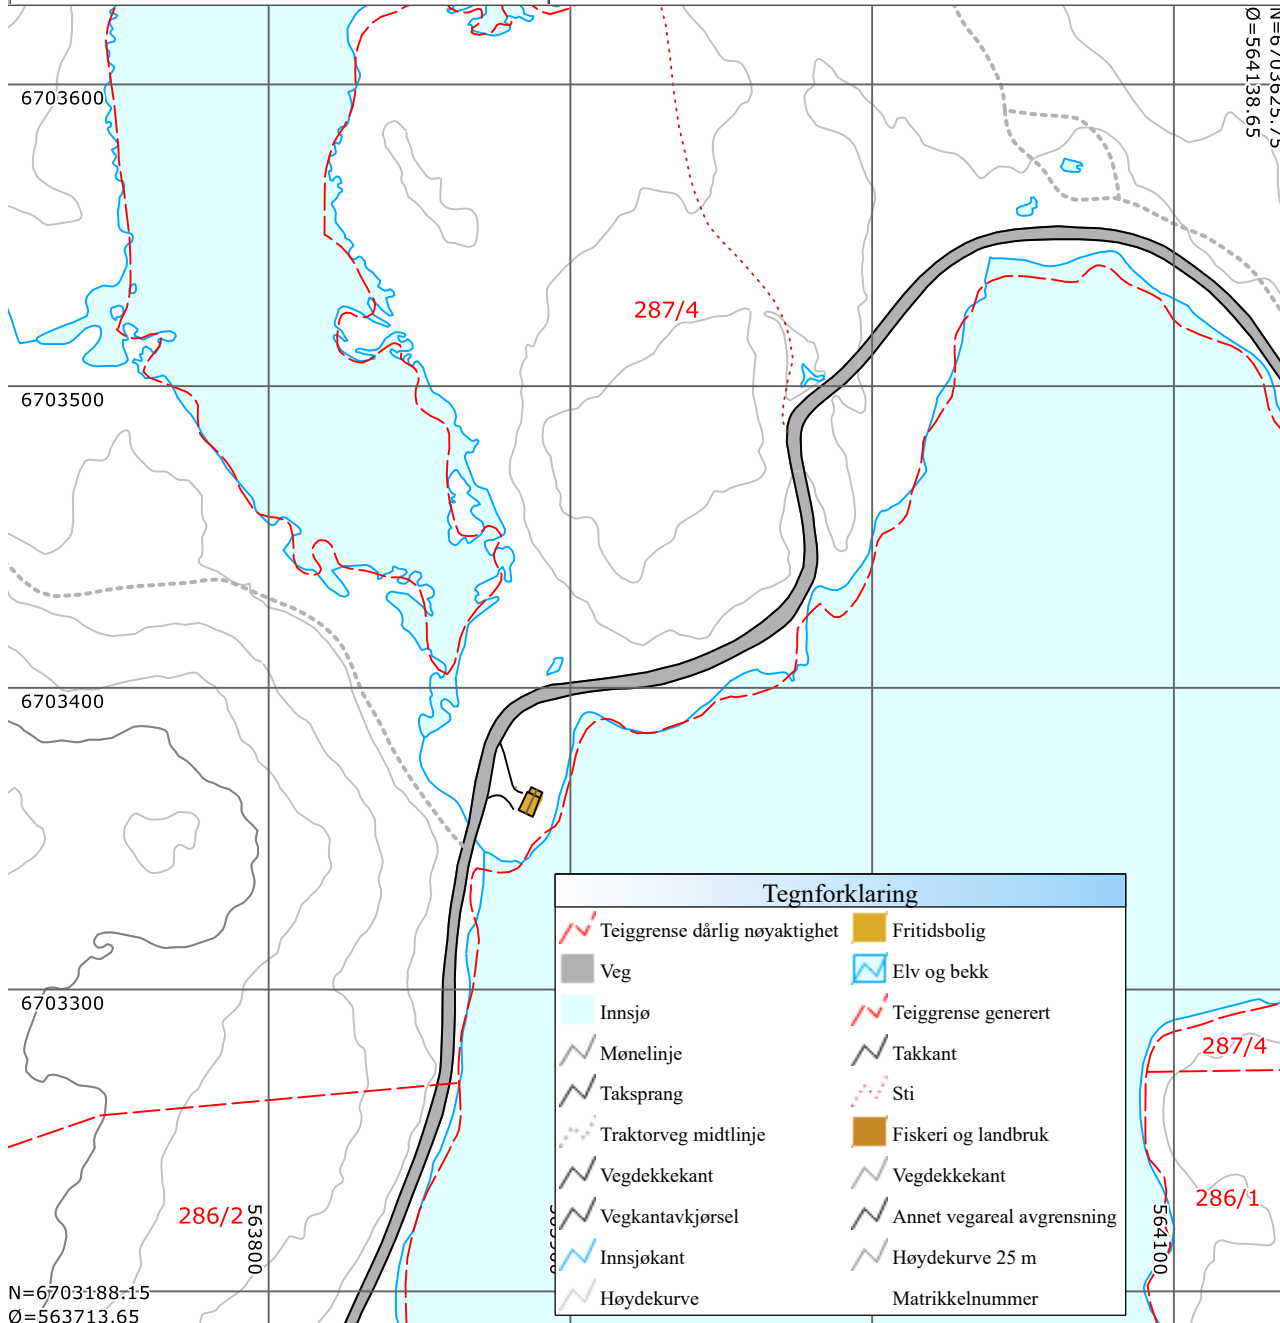 N=6703625.75
Ø=564138.65
6703600
287/4
6703500
6703400
6703300
287/4
286/2
286/1
563800
564100
N=6703188.15
Ø=563713.65
Tegnforklaring
Teiggrense dårlig nøyaktighet
Veg
Innsjø
Mønelinje
Taksprang
Traktorveg midtlinje
Vegdekkekant
Vegkantavkjørsel
Innsjøkant
Høydekurve
Fritidsbolig
Elv og bekk
Teiggrense generert
Takkant
Sti
Fiskeri og landbruk
Vegdekkekant
Annet vegareal avgrensning
Høydekurve 25 m
Matrikkelnummer